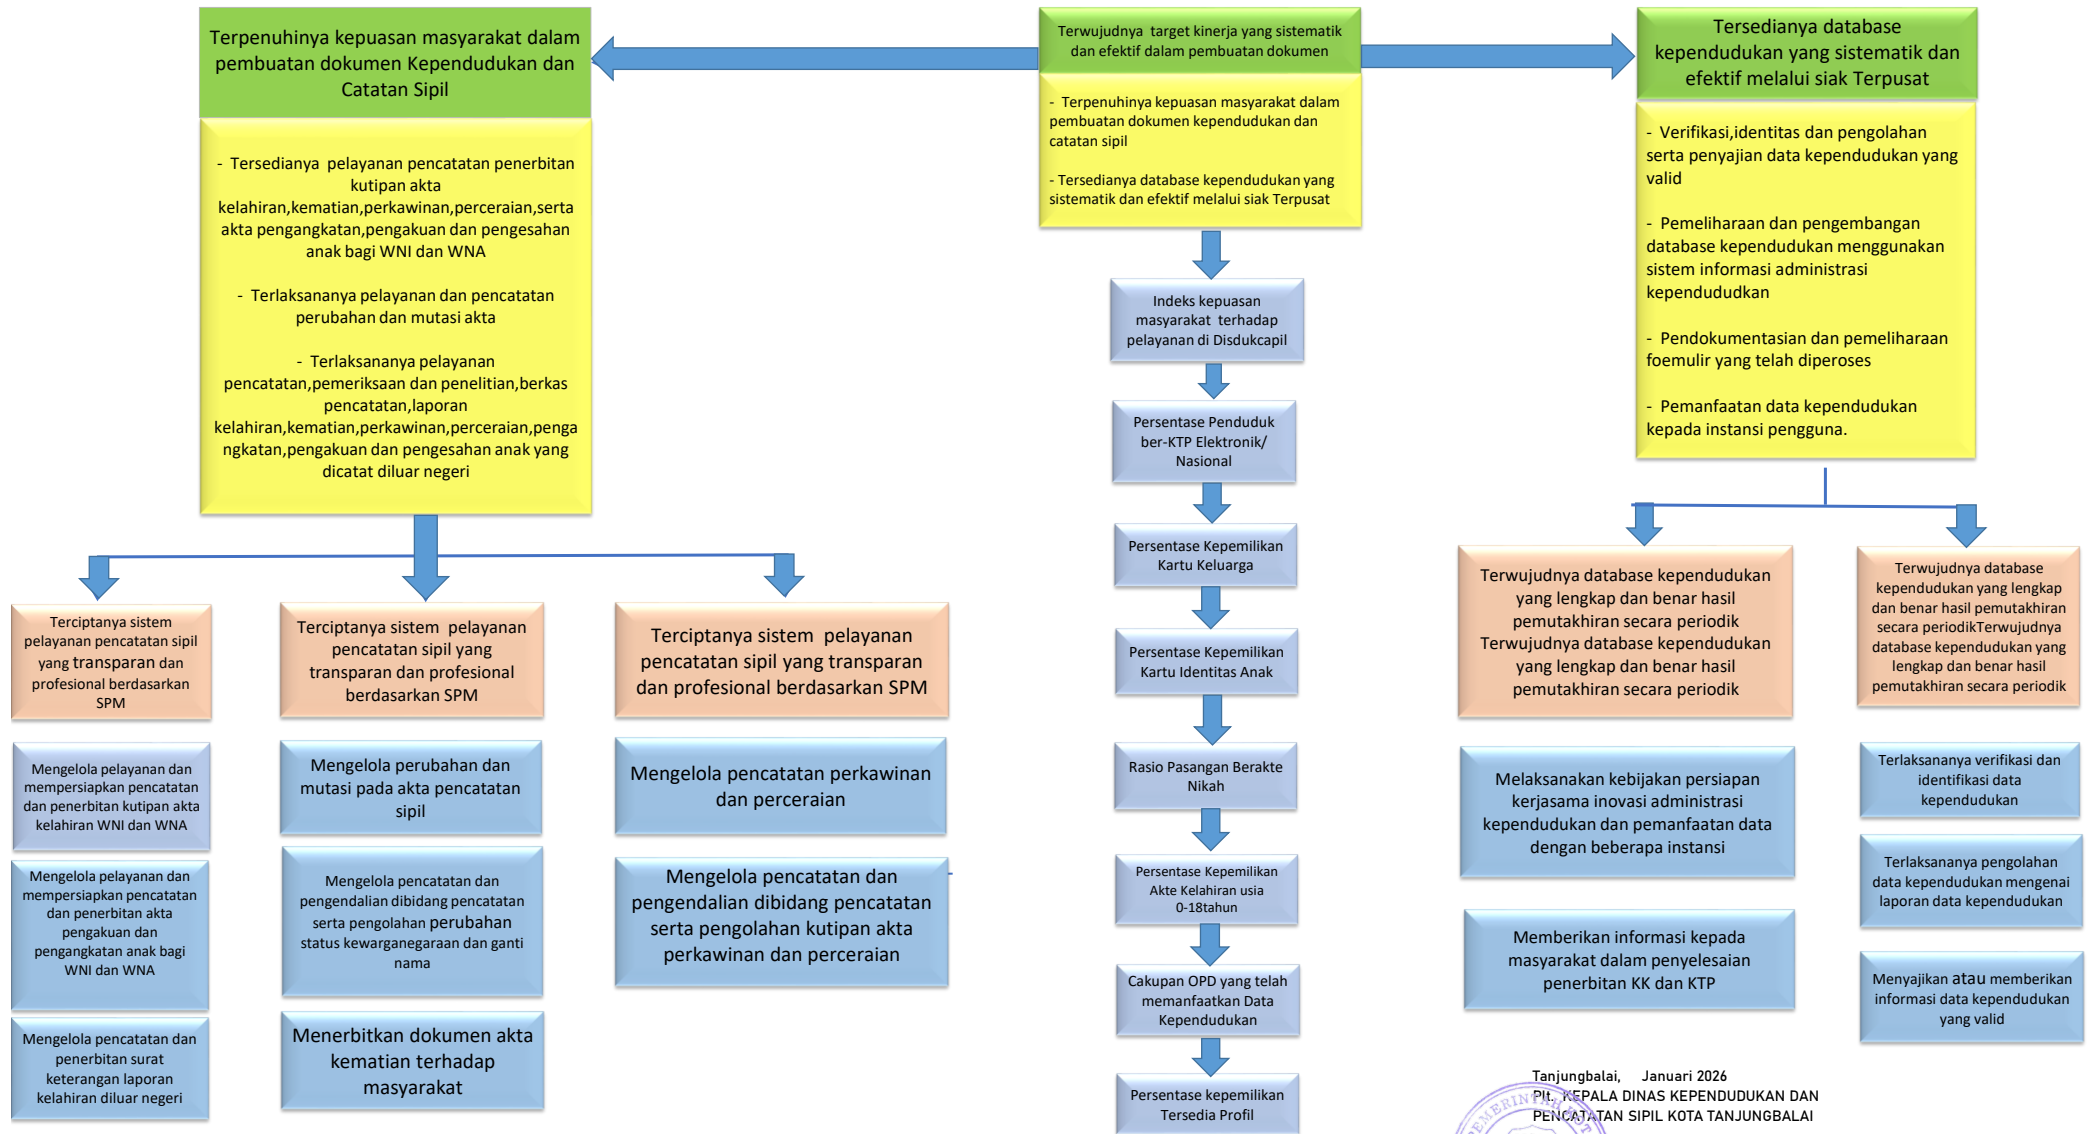 Terpenuhinya kepuasan masyarakat dalam
pembuatan dokumen Kependudukan dan
Catatan Sipil
- Tersedianya pelayanan pencatatan penerbitan
kutipan akta
kelahiran,kematian,perkawinan,perceraian,serta
akta pengangkatan,pengakuan dan pengesahan
anak bagi WNI dan WNA
- Terlaksananya pelayanan dan pencatatan
perubahan dan mutasi akta
- Terlaksananya pelayanan
pencatatan,pemeriksaan dan penelitian,berkas
pencatatan,laporan
kelahiran,kematian,perkawinan,perceraian,penga
ngkatan,pengakuan dan pengesahan anak yang
dicatat diluar negeri
Terciptanya sistem
pelayanan pencatatan sipil
yang transparan dan
profesional berdasarkan
SPM
Mengelola pelayanan dan
mempersiapkan pencatatan
dan penerbitan kutipan akta
kelahiran WNI dan WNA
Mengelola pelayanan dan
mempersiapkan pencatatan
dan penerbitan akta
pengakuan dan
pengangkatan anak bagi
WNI dan WNA
Mengelola pencatatan dan
penerbitan surat
keterangan laporan
kelahiran diluar negeri
Terciptanya sistem pelayanan
pencatatan sipil yang
transparan dan profesional
berdasarkan SPM
Mengelola perubahan dan
mutasi pada akta pencatatan
sipil
Mengelola pencatatan dan
pengendalian dibidang pencatatan
serta pengolahan perubahan
status kewarganegaraan dan ganti
nama
Menerbitkan dokumen akta
kematian terhadap
masyarakat
Terciptanya sistem pelayanan
pencatatan sipil yang transparan
dan profesional berdasarkan SPM
Mengelola pencatatan perkawinan
dan perceraian
Mengelola pencatatan dan
pengendalian dibidang pencatatan
serta pengolahan kutipan akta
perkawinan dan perceraian
Terwujudnya target kinerja yang sistematik
dan efektif dalam pembuatan dokumen
- Terpenuhinya kepuasan masyarakat dalam
pembuatan dokumen kependudukan dan
catatan sipil
- Tersedianya database kependudukan yang
sistematik dan efektif melalui siak Terpusat
Indeks kepuasan
masyarakat terhadap
pelayanan di Disdukcapil
Persentase Penduduk
ber-KTP Elektronik/
Nasional
Persentase Kepemilikan
Kartu Keluarga
Persentase Kepemilikan
Kartu Identitas Anak
Rasio Pasangan Berakte
Nikah
Persentase Kepemilikan
Akte Kelahiran usia
0-18tahun
Cakupan OPD yang telah
memanfaatkan Data
Kependudukan
Persentase kepemilikan
Tersedia Profil
Tersedianya database
kependudukan yang sistematik dan
efektif melalui siak Terpusat
- Verifikasi,identitas dan pengolahan
serta penyajian data kependudukan yang
valid
- Pemeliharaan dan pengembangan
database kependudukan menggunakan
sistem informasi administrasi
kependududkan
- Pendokumentasian dan pemeliharaan
foemulir yang telah diperoses
- Pemanfaatan data kependudukan
kepada instansi pengguna.
Terwujudnya database kependudukan
yang lengkap dan benar hasil
pemutakhiran secara periodik
Terwujudnya database kependudukan
yang lengkap dan benar hasil
pemutakhiran secara periodik
Melaksanakan kebijakan persiapan
kerjasama inovasi administrasi
kependudukan dan pemanfaatan data
dengan beberapa instansi
Memberikan informasi kepada
masyarakat dalam penyelesaian
penerbitan KK dan KTP
Terwujudnya database
kependudukan yang lengkap
dan benar hasil pemutakhiran
secara periodikTerwujudnya
database kependudukan yang
lengkap dan benar hasil
pemutakhiran secara periodik
Terlaksananya verifikasi dan
identifikasi data
kependudukan
Terlaksananya pengolahan
data kependudukan mengenai
laporan data kependudukan
Menyajikan atau memberikan
informasi data kependudukan
yang valid
Tanjungbalai, Januari 2026
Plt. KEPALA DINAS KEPENDUDUKAN DAN
PENCATATAN SIPIL KOTA TANJUNGBALAI
PEMERINTAH KOT